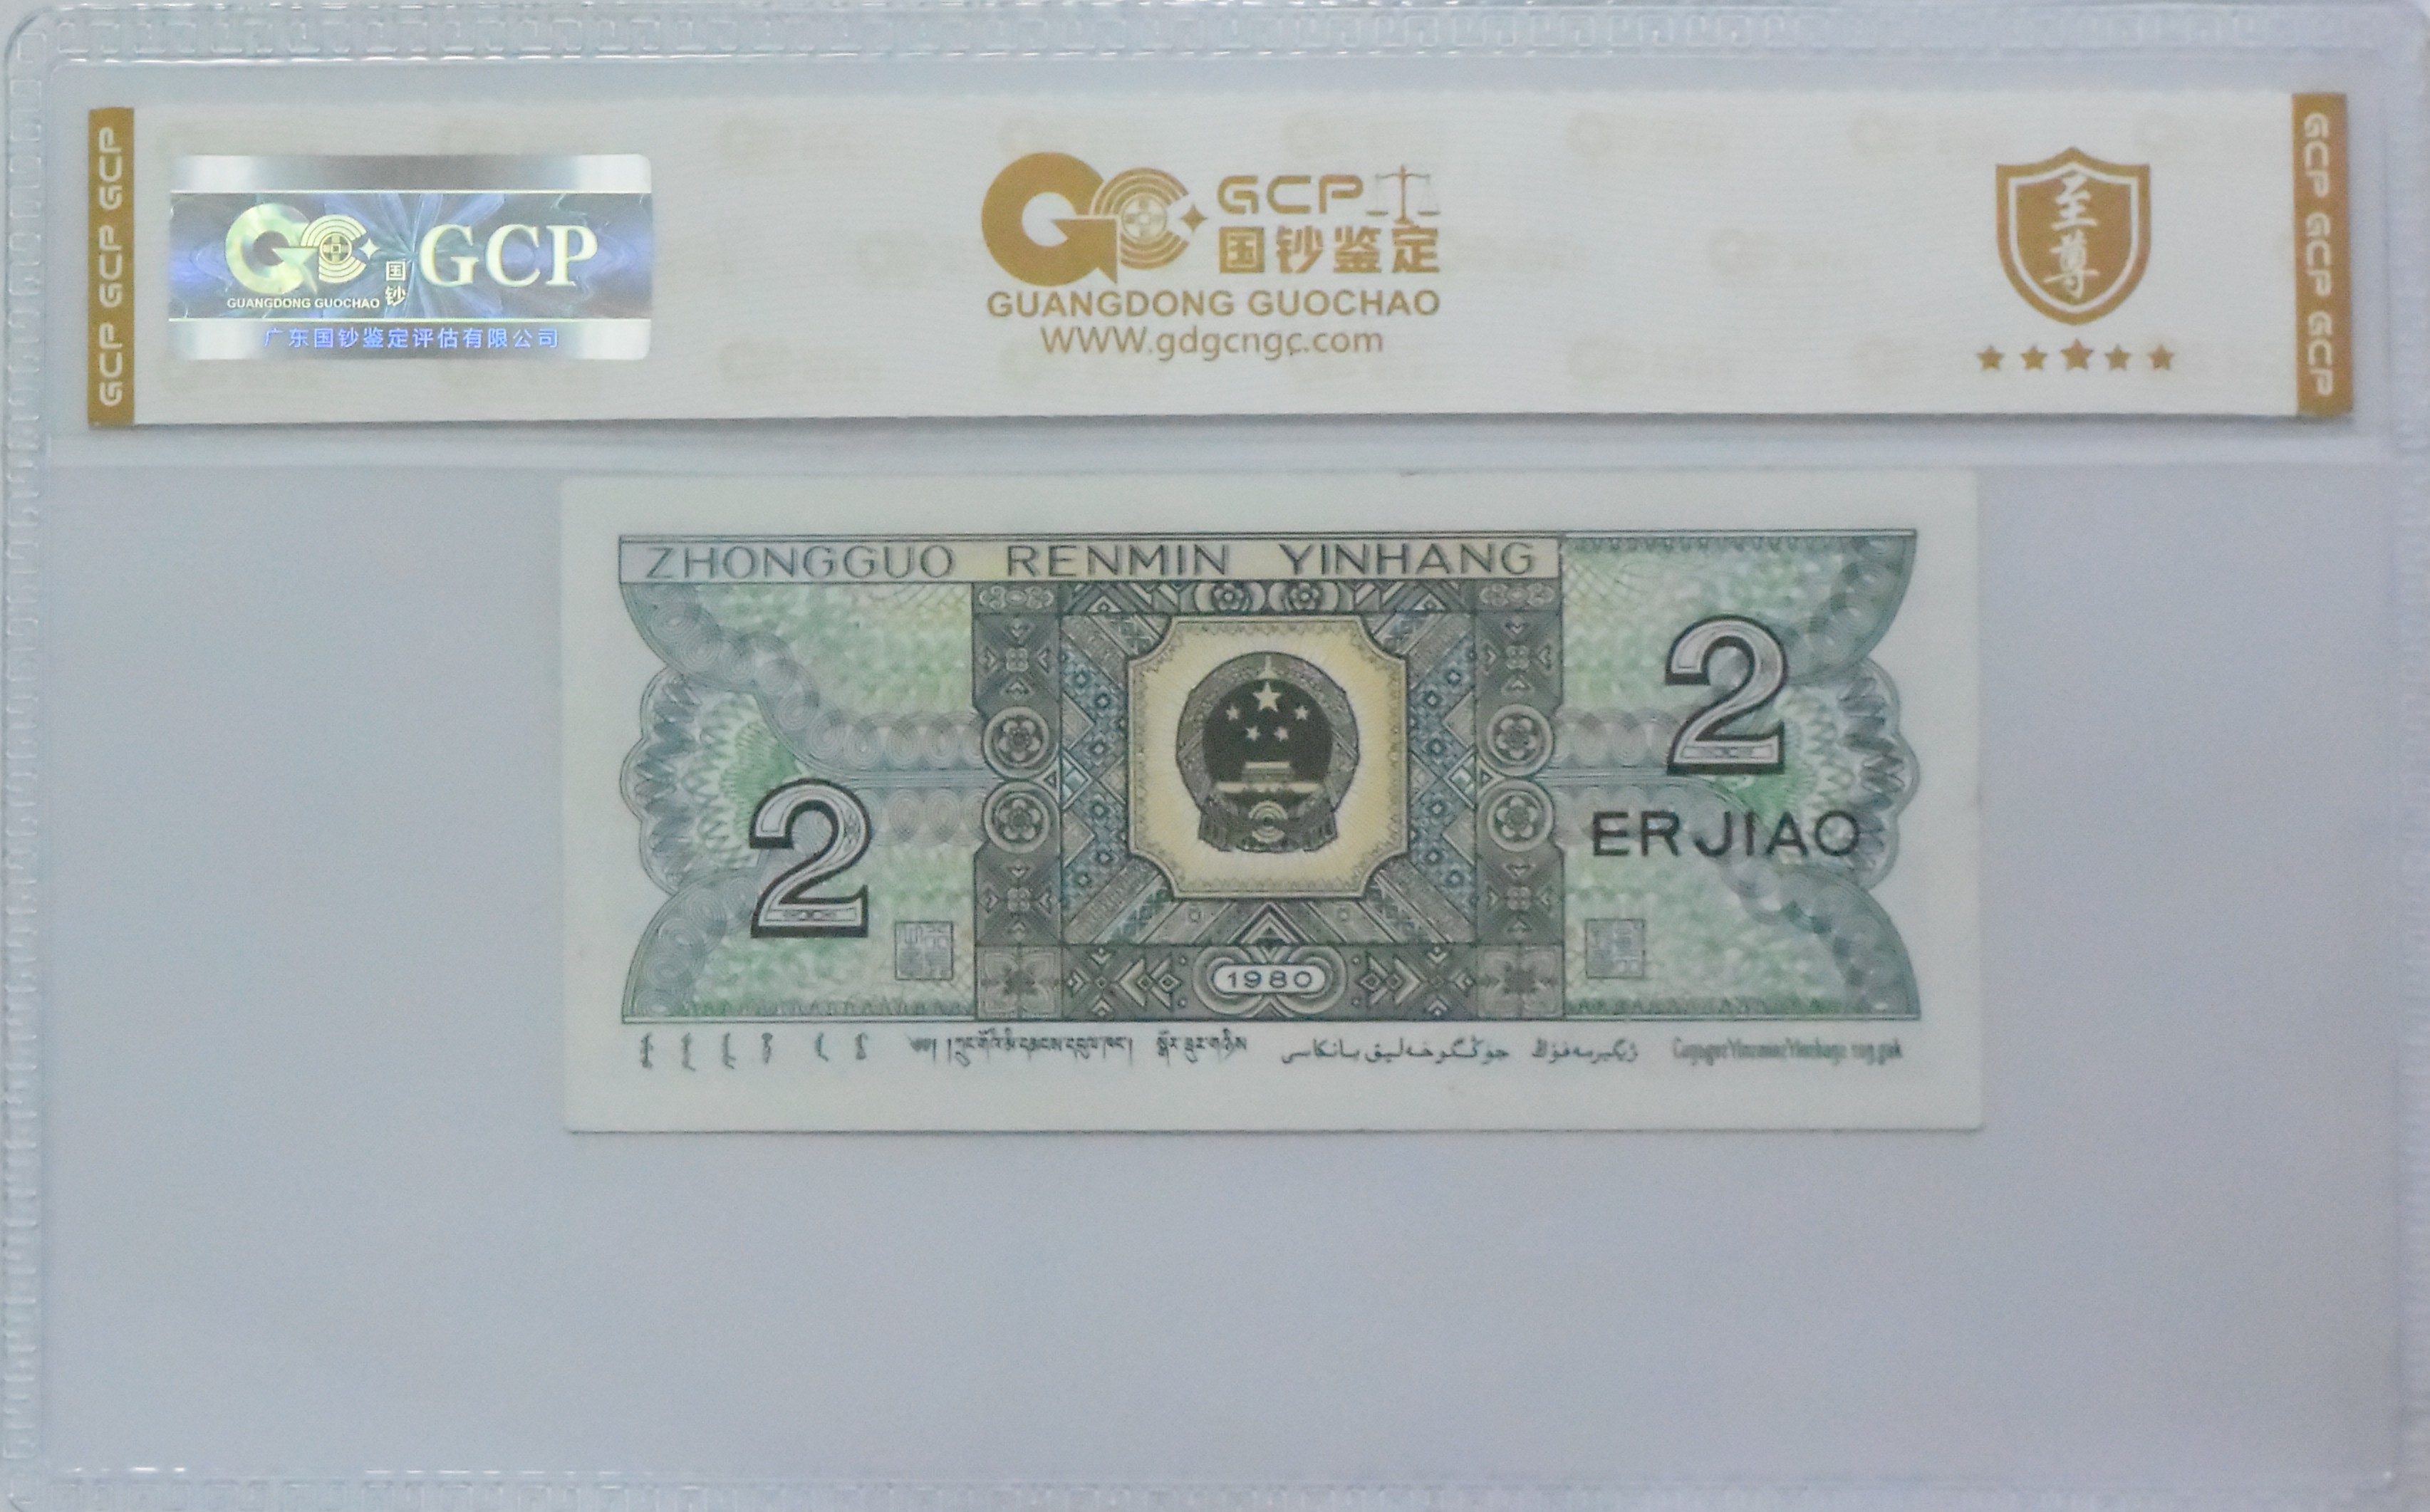 GCP GCP GCP
国钞
GCP
GUANGDONG GUOCHAO
广东国钞鉴定评估有限公司
GCP
国钞鉴定
GUANGDONG GUOCHAO
WWW.gdgcngc.com
至尊
GCP GCP GCP
ZHONGGUO RENMIN YINHANG
2
2
ERJIAO
1980